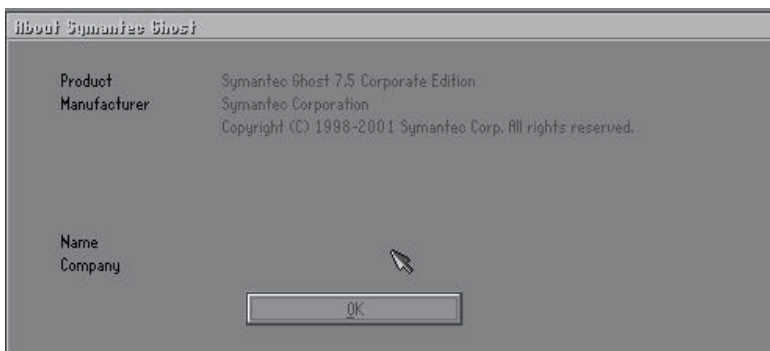 About Symantec Ghost
Product Symantec Ghost 7.5 Corporate Edition
Manufacturer Symantec Corporation
Copyright (C) 1998-2001 Symantec Corp. All rights reserved.
Name
Company
OK